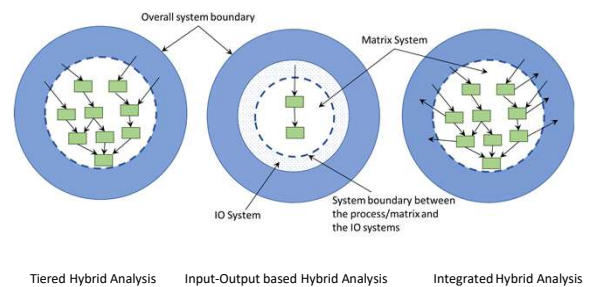 Overall system boundary
Matrix System
IO System
System boundary between
the process/matrix and
the IO systems
Tiered Hybrid Analysis
Input-Output based Hybrid Analysis
Integrated Hybrid Analysis